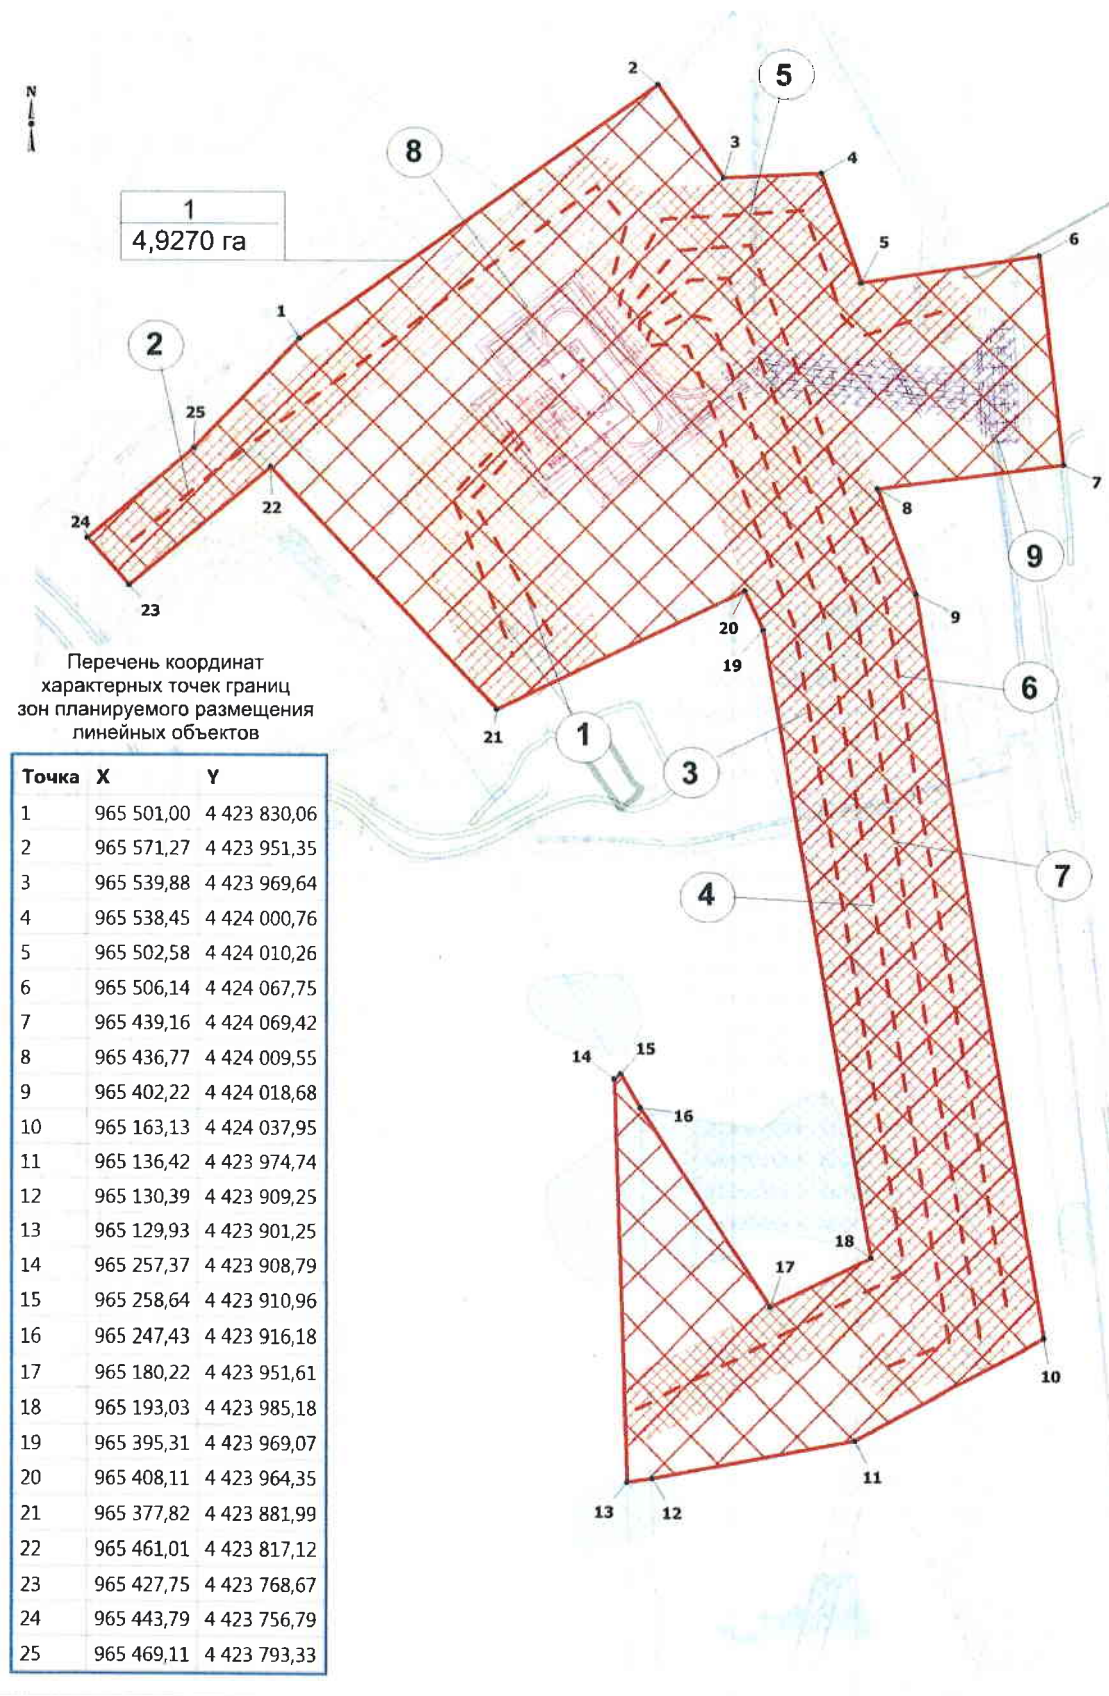 N
2
5
3
4
8
1
4,9270 га
5
6
1
2
25
22
24
7
8
23
9
9
20
19
Перечень координат
характерных точек границ
зон планируемого размещения
линейных объектов
6
21
1
3
Точка X Y
1 965 501,00 4 423 830,06
2 965 571,27 4 423 951,35
3 965 539,88 4 423 969,64
4 965 538,45 4 424 000,76
5 965 502,58 4 424 010,26
6 965 506,14 4 424 067,75
7 965 439,16 4 424 069,42
8 965 436,77 4 424 009,55
9 965 402,22 4 424 018,68
10 965 163,13 4 424 037,95
11 965 136,42 4 423 974,74
12 965 130,39 4 423 909,25
13 965 129,93 4 423 901,25
14 965 257,37 4 423 908,79
15 965 258,64 4 423 910,96
16 965 247,43 4 423 916,18
17 965 180,22 4 423 951,61
18 965 193,03 4 423 985,18
19 965 395,31 4 423 969,07
20 965 408,11 4 423 964,35
21 965 377,82 4 423 881,99
22 965 461,01 4 423 817,12
23 965 427,75 4 423 768,67
24 965 443,79 4 423 756,79
25 965 469,11 4 423 793,33
7
4
14
15
16
18
17
10
11
13
12